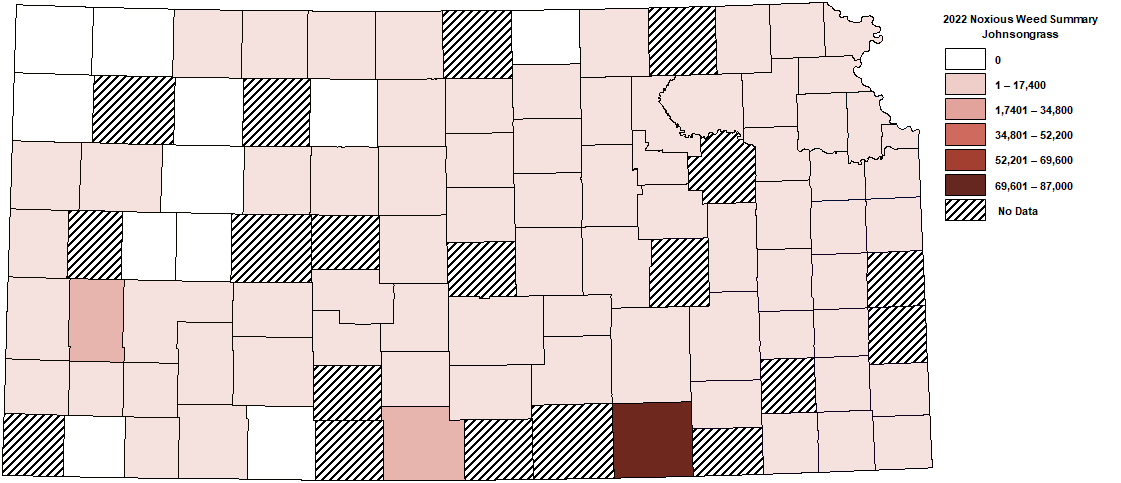 2022 Noxious Weed Summary
Johnsongrass
0
1 – 17,400
1,7401 – 34,800
34,801 – 52,200
52,201 – 69,600
69,601 – 87,000
No Data